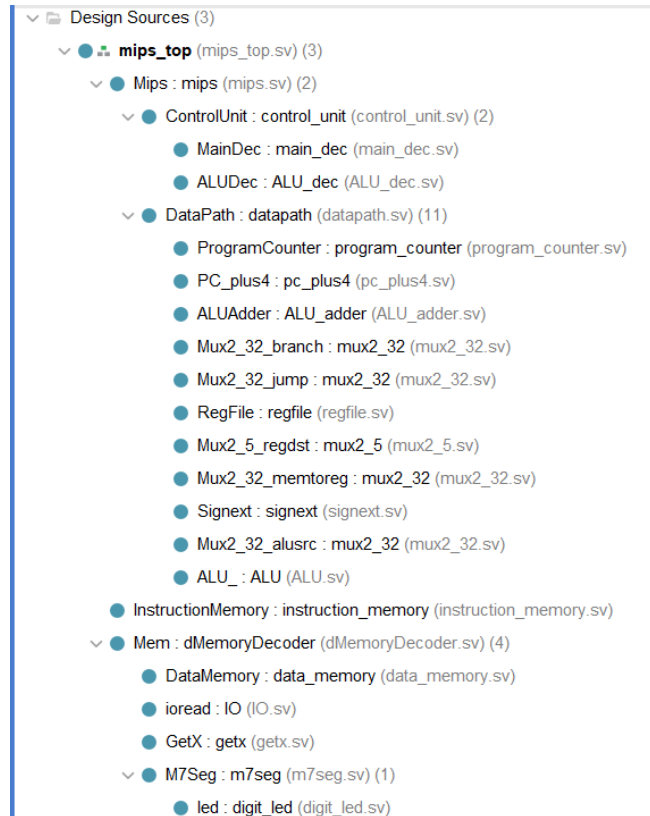 Design Sources (3)
mips_top (mips_top.sv) (3)
Mips : mips (mips.sv) (2)
ControlUnit : control_unit (control_unit.sv) (2)
MainDec : main_dec (main_dec.sv)
ALUDec : ALU_dec (ALU_dec.sv)
DataPath : datapath (datapath.sv) (11)
ProgramCounter : program_counter (program_counter.sv)
PC_plus4 : pc_plus4 (pc_plus4.sv)
ALUAdder : ALU_adder (ALU_adder.sv)
Mux2_32_branch : mux2_32 (mux2_32.sv)
Mux2_32_jump : mux2_32 (mux2_32.sv)
RegFile : regfile (regfile.sv)
Mux2_5_regdst : mux2_5 (mux2_5.sv)
Mux2_32_memtoreg : mux2_32 (mux2_32.sv)
Signext : signext (signext.sv)
Mux2_32_alusrc : mux2_32 (mux2_32.sv)
ALU_ : ALU (ALU.sv)
InstructionMemory : instruction_memory (instruction_memory.sv)
Mem : dMemoryDecoder (dMemoryDecoder.sv) (4)
DataMemory : data_memory (data_memory.sv)
ioread : IO (IO.sv)
GetX : getx (getx.sv)
M7Seg : m7seg (m7seg.sv) (1)
led : digit_led (digit_led.sv)